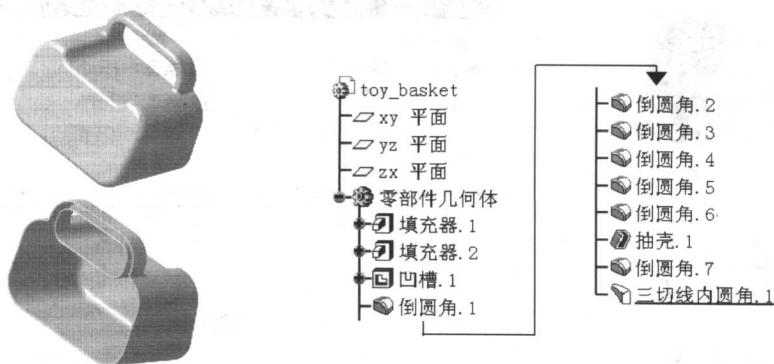 toy_basket
xy 平面
yz 平面
zx 平面
零部件几何体
填充器.1
填充器.2
凹槽.1
倒圆角.1
倒圆角.2
倒圆角.3
倒圆角.4
倒圆角.5
倒圆角.6
抽壳.1
倒圆角.7
三切线内圆角.1